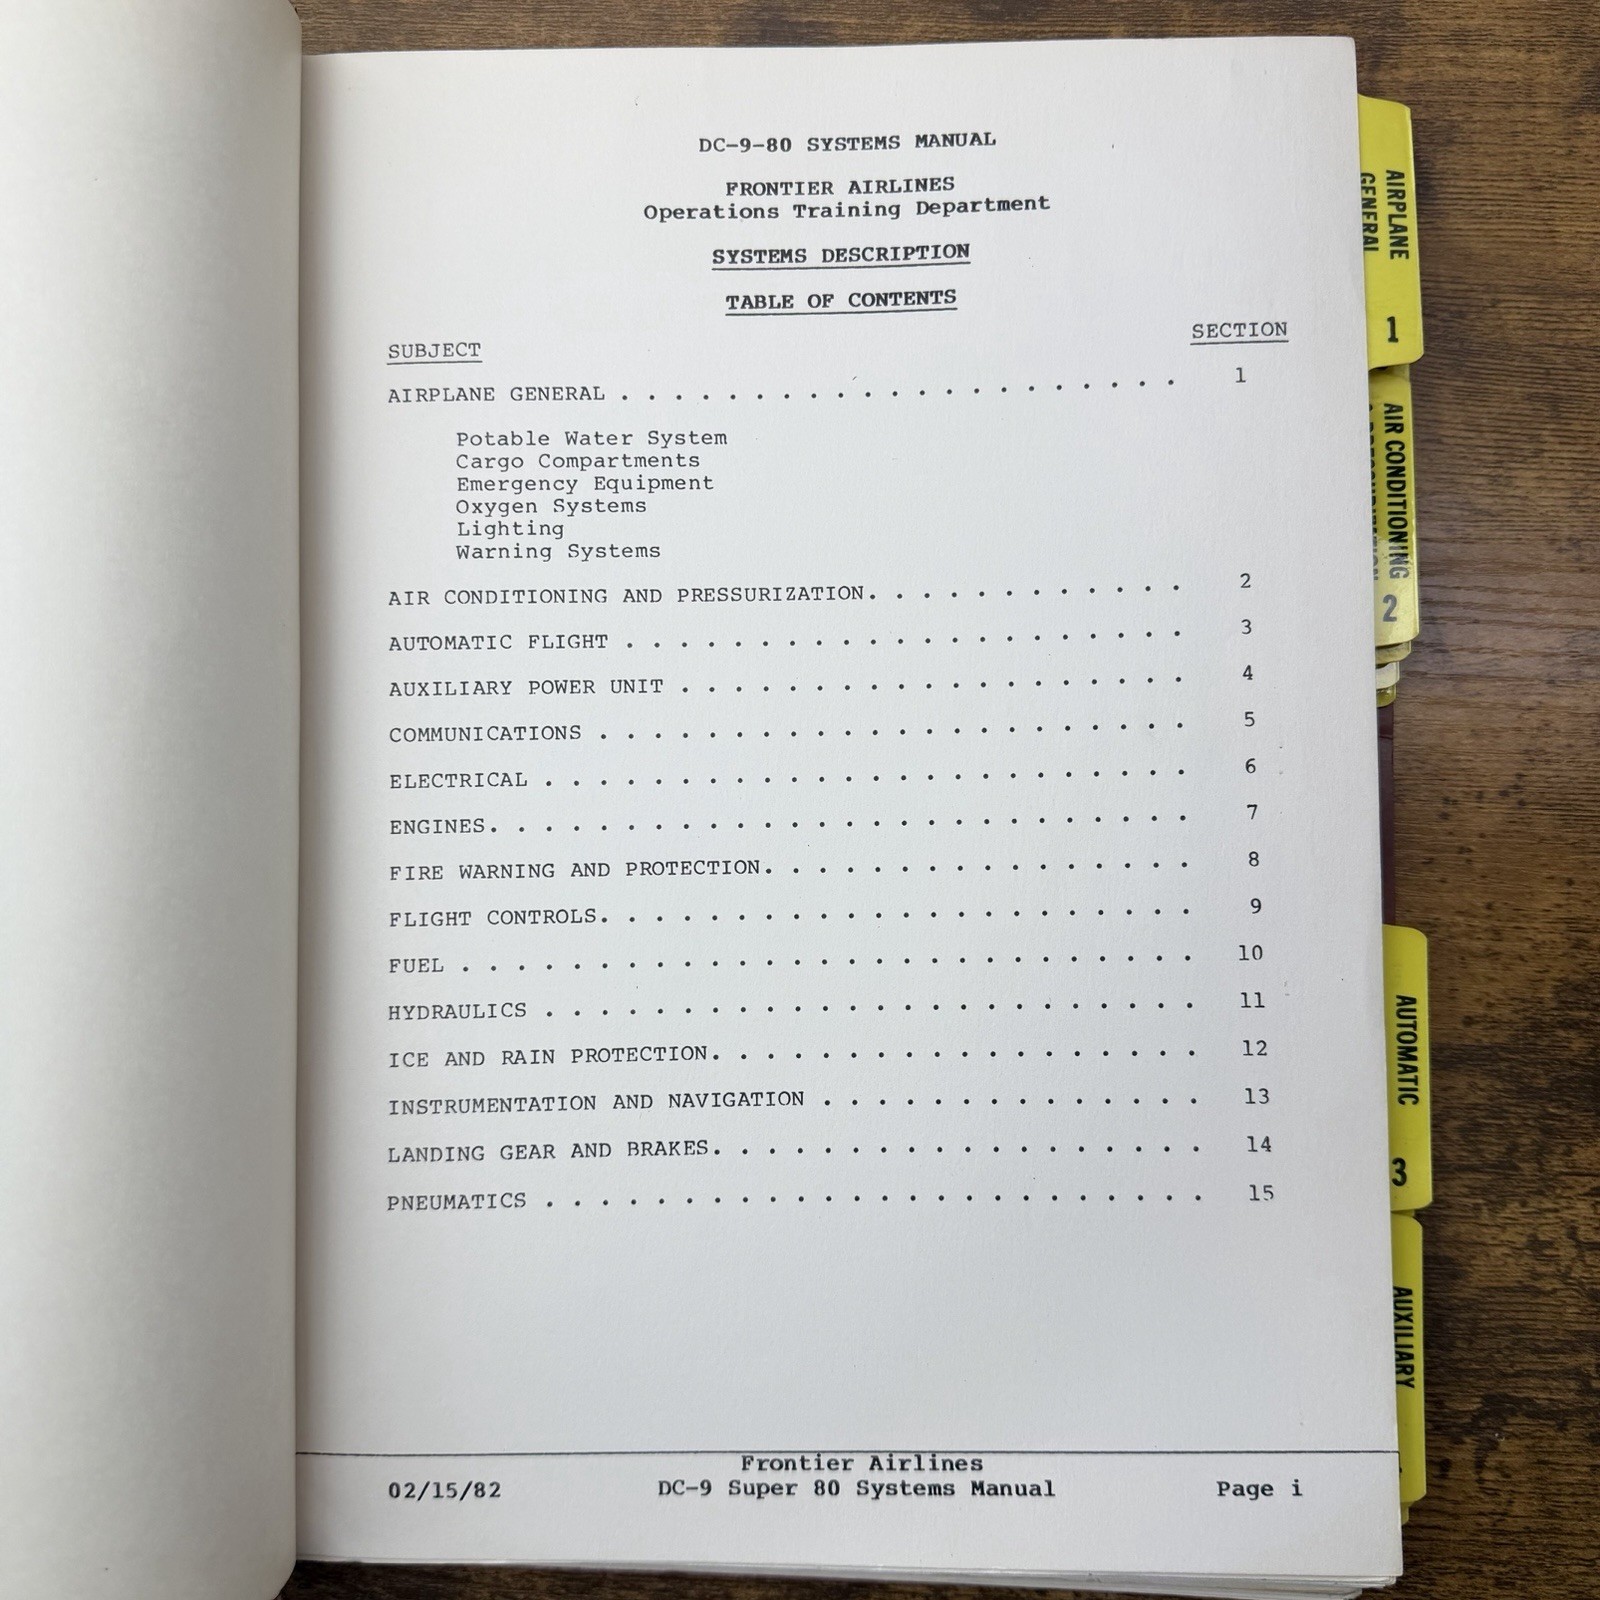 DC-9-80 SYSTEMS MANUAL
FRONTIER AIRLINES
Operations Training Department
SYSTEMS DESCRIPTION
TABLE OF CONTENTS
SUBJECT SECTION
AIRPLANE GENERAL . . . . . . . . . . . . . . . . . . . . . 1
Potable Water System
Cargo Compartments
Emergency Equipment
Oxygen Systems
Lighting
Warning Systems
AIR CONDITIONING AND PRESSURIZATION. . . . . . . . . . . . 2
AUTOMATIC FLIGHT . . . . . . . . . . . . . . . . . . . . . 3
AUXILIARY POWER UNIT . . . . . . . . . . . . . . . . . . . 4
COMMUNICATIONS . . . . . . . . . . . . . . . . . . . . . . 5
ELECTRICAL . . . . . . . . . . . . . . . . . . . . . . . . 6
ENGINES. . . . . . . . . . . . . . . . . . . . . . . . . . 7
FIRE WARNING AND PROTECTION. . . . . . . . . . . . . . . . 8
FLIGHT CONTROLS. . . . . . . . . . . . . . . . . . . . . . 9
FUEL . . . . . . . . . . . . . . . . . . . . . . . . . . . 10
HYDRAULICS . . . . . . . . . . . . . . . . . . . . . . . . 11
ICE AND RAIN PROTECTION. . . . . . . . . . . . . . . . . . 12
INSTRUMENTATION AND NAVIGATION . . . . . . . . . . . . . . 13
LANDING GEAR AND BRAKES. . . . . . . . . . . . . . . . . . 14
PNEUMATICS . . . . . . . . . . . . . . . . . . . . . . . . 15
Frontier Airlines
02/15/82 DC-9 Super 80 Systems Manual Page i
AIRPLANE
GENERAL
1
AIR CONDITIONING
2
AUTOMATIC
3
AUXILIARY